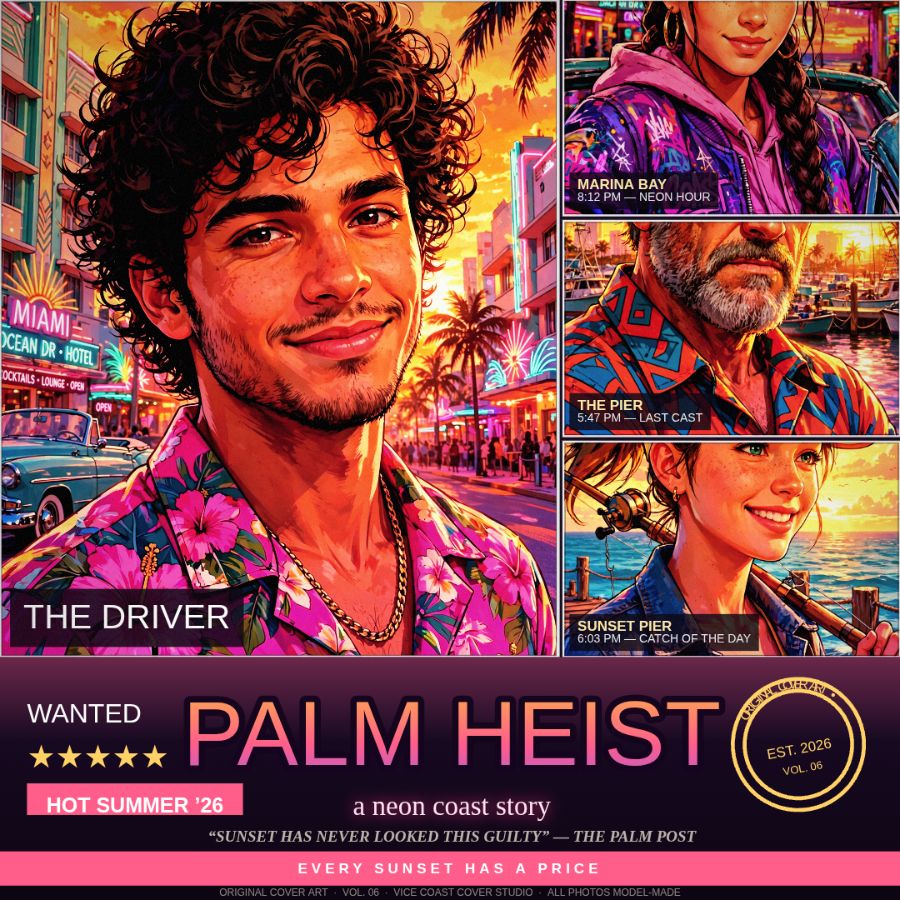 MIAMI
OCEAN DR • HOTEL
COCKTAILS • LOUNGE • OPEN
OPEN
THE DRIVER
MARINA BAY
8:12 PM — NEON HOUR
THE PIER
5:47 PM — LAST CAST
SUNSET PIER
6:03 PM — CATCH OF THE DAY
WANTED
★★★★★
HOT SUMMER ’26
PALM HEIST
a neon coast story
“SUNSET HAS NEVER LOOKED THIS GUILTY” — THE PALM POST
ORIGINAL COVER ART •
EST. 2026
VOL. 06
EVERY SUNSET HAS A PRICE
ORIGINAL COVER ART · VOL. 06 · VICE COAST COVER STUDIO · ALL PHOTOS MODEL-MADE